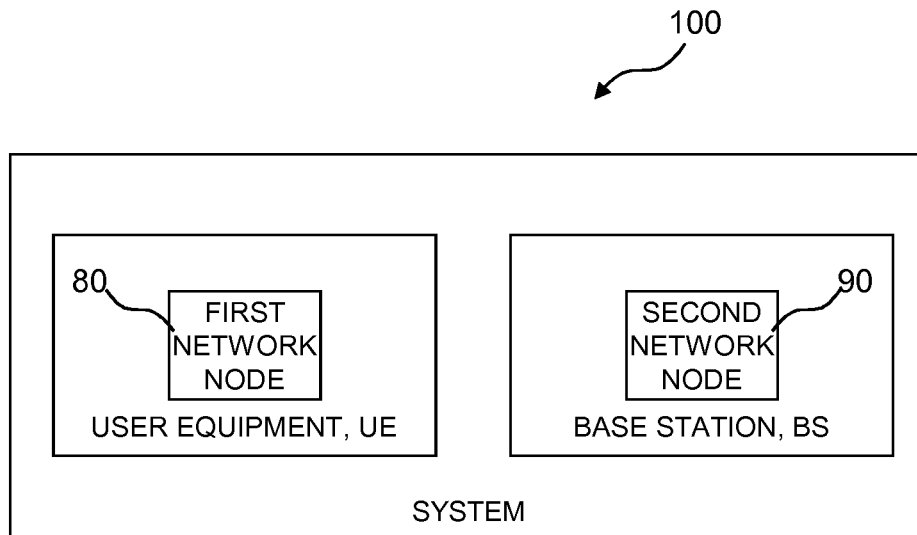 100
80
FIRST
NETWORK
NODE
USER EQUIPMENT, UE
90
SECOND
NETWORK
NODE
BASE STATION, BS
SYSTEM